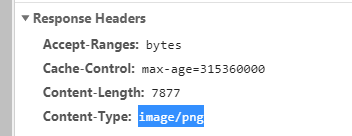 Response Headers
Accept-Ranges: bytes
Cache-Control: max-age=315360000
Content-Length: 7877
Content-Type: image/png